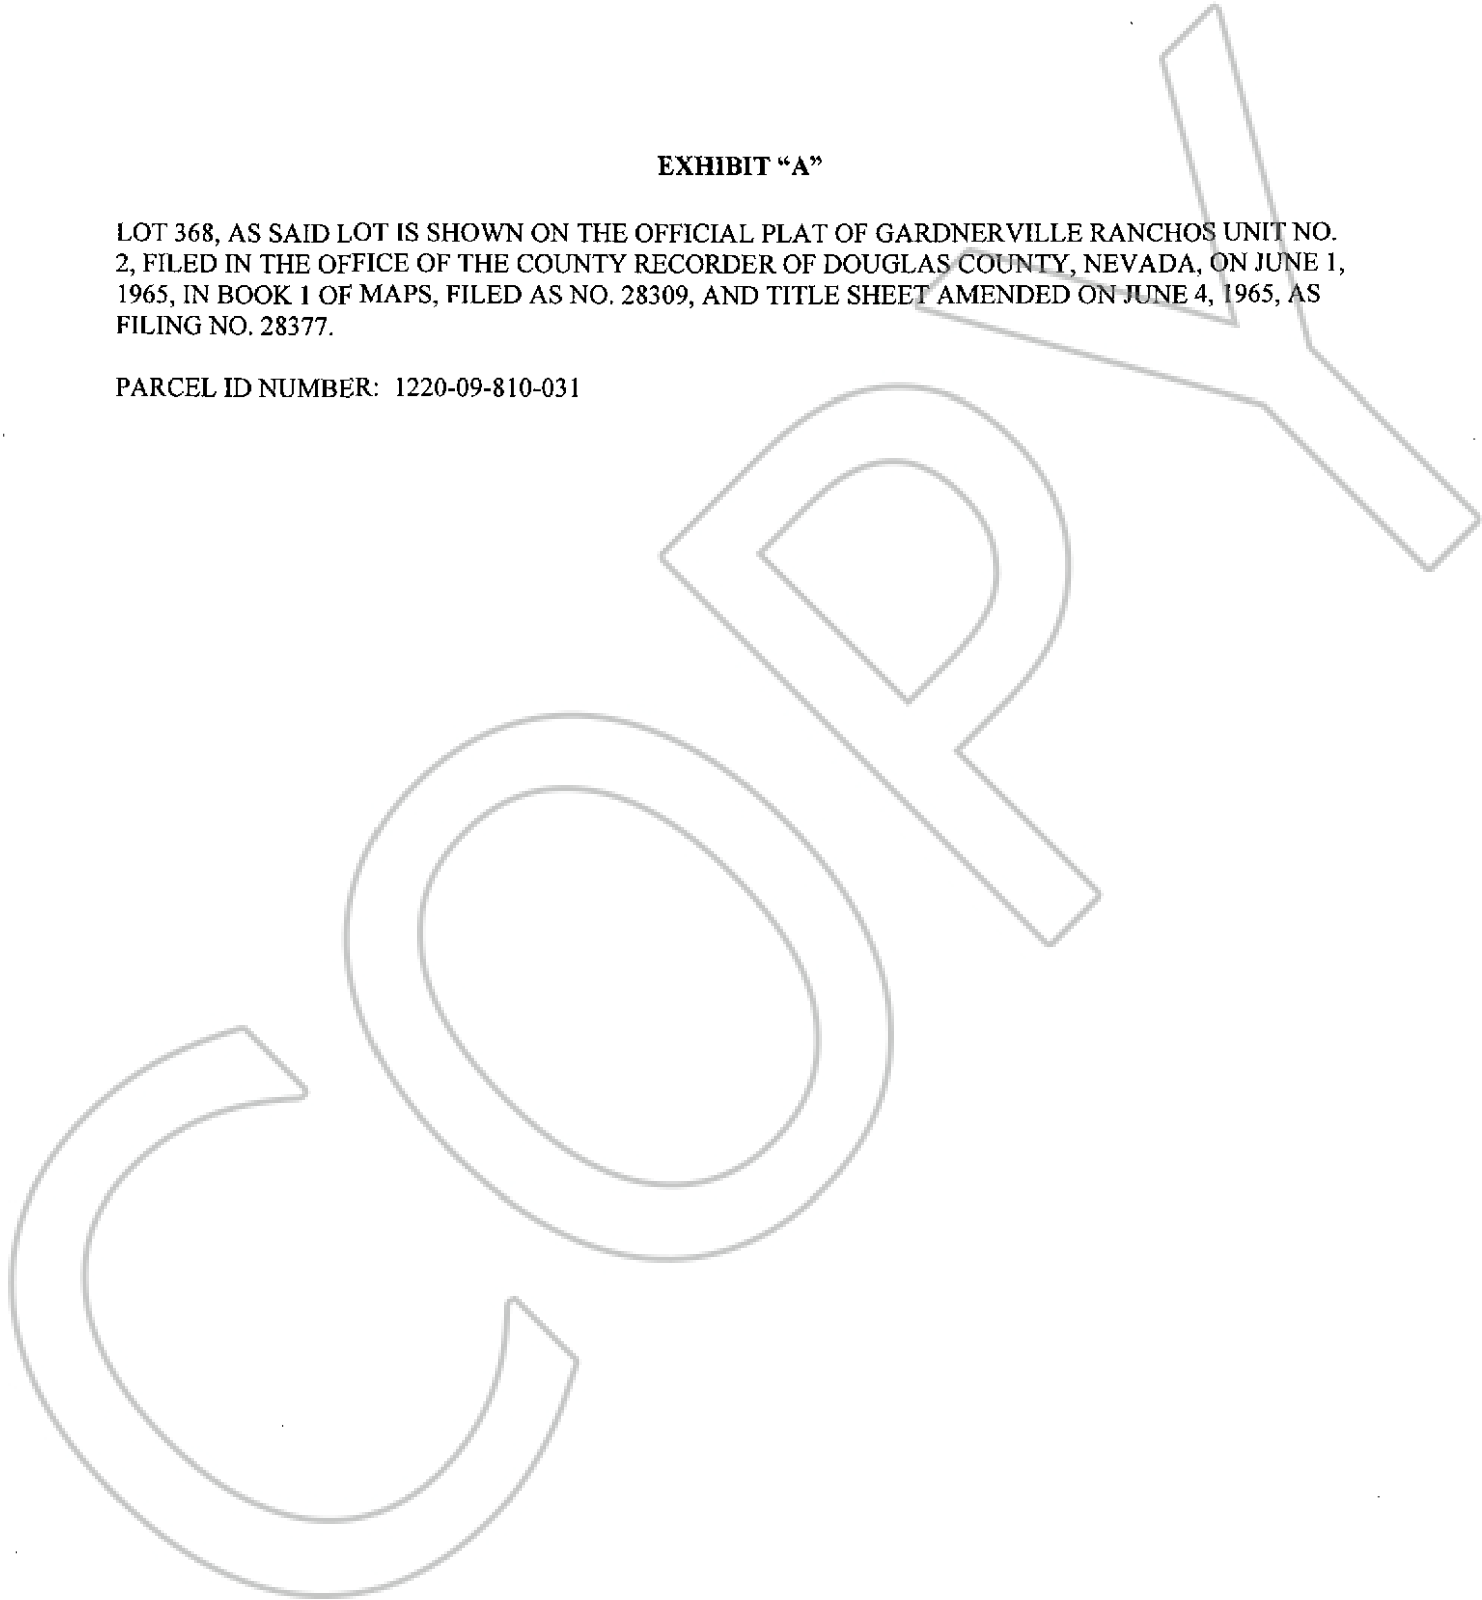 EXHIBIT “A”
LOT 368, AS SAID LOT IS SHOWN ON THE OFFICIAL PLAT OF GARDNERVILLE RANCHOS UNIT NO.
2, FILED IN THE OFFICE OF THE COUNTY RECORDER OF DOUGLAS COUNTY, NEVADA, ON JUNE 1,
1965, IN BOOK 1 OF MAPS, FILED AS NO. 28309, AND TITLE SHEET AMENDED ON JUNE 4, 1965, AS
FILING NO. 28377.
PARCEL ID NUMBER: 1220-09-810-031
COPY